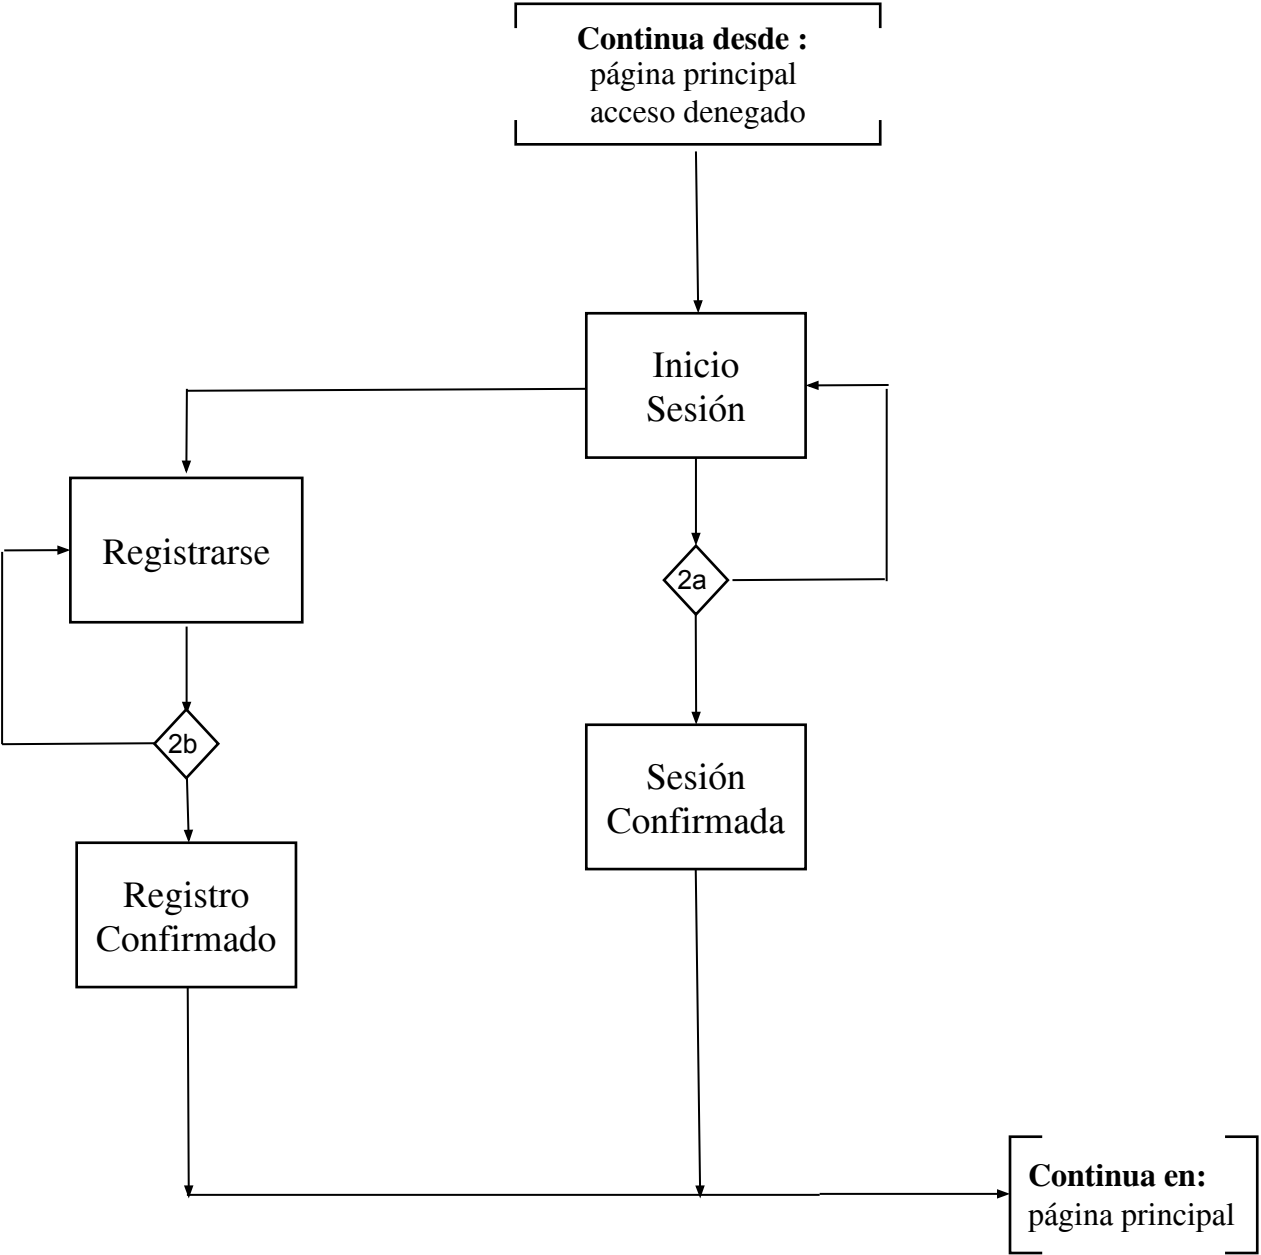 Continua desde :
página principal
acceso denegado
Inicio
Sesión
Registrarse
2a
2b
Sesión
Confirmada
Registro
Confirmado
Continua en:
página principal